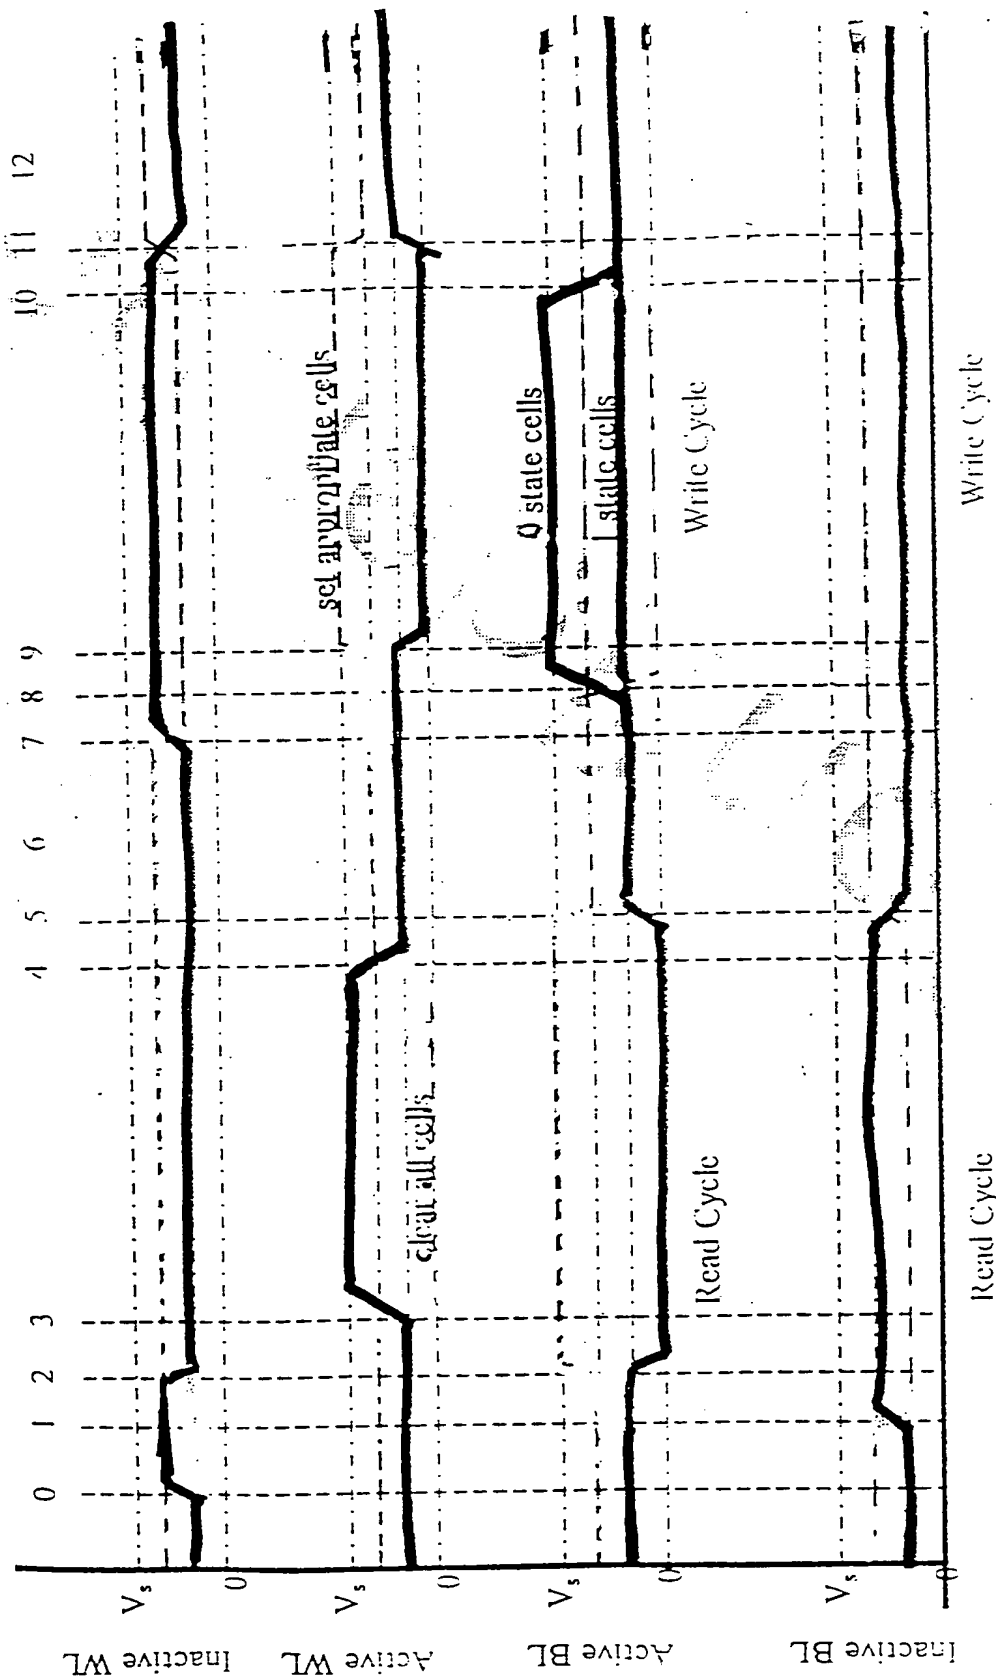 0 1 2 3 4 5 6 7 8 9 10 11 12
Inactive WL
Vs
0
Active WL
Vs
0
clear all cells
set appropriate cells
Active BL
Vs
0
0 state cells
1 state cells
Read Cycle
Write Cycle
Inactive BL
Vs
0
Read Cycle
Write Cycle